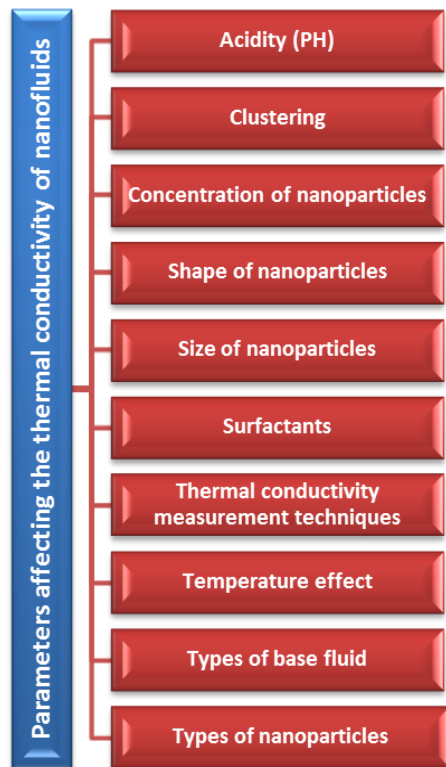 Parameters affecting the thermal conductivity of nanofluids
Acidity (PH)
Clustering
Concentration of nanoparticles
Shape of nanoparticles
Size of nanoparticles
Surfactants
Thermal conductivity
measurement techniques
Temperature effect
Types of base fluid
Types of nanoparticles